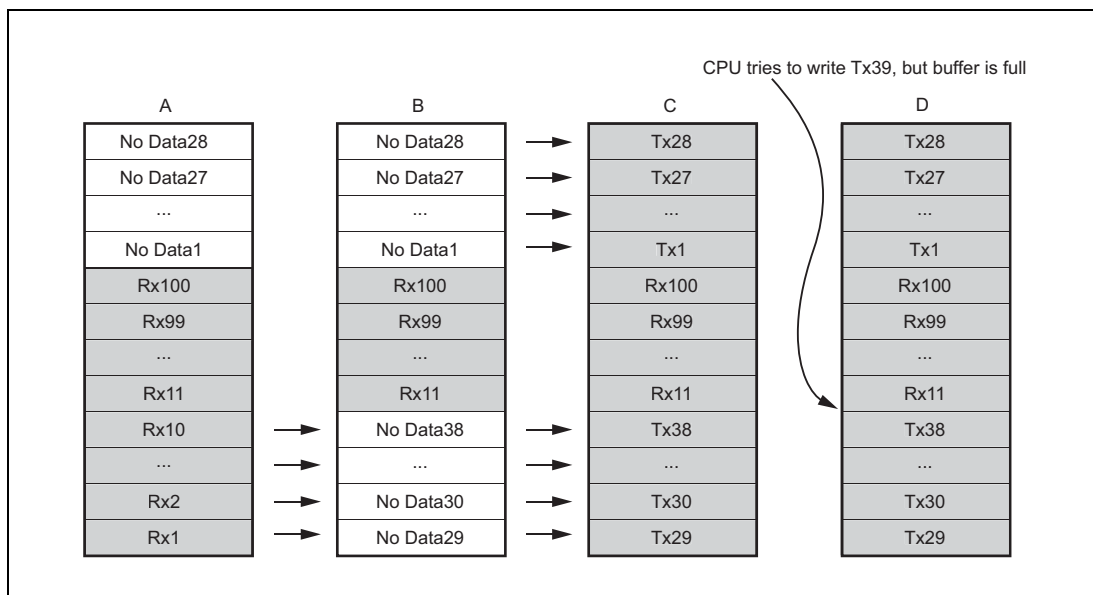 CPU tries to write Tx39, but buffer is full
A
B
C
D
No Data28
No Data28
Tx28
Tx28
No Data27
No Data27
Tx27
Tx27
...
...
...
...
No Data1
No Data1
Tx1
Tx1
Rx100
Rx100
Rx100
Rx100
Rx99
Rx99
Rx99
Rx99
...
...
...
...
Rx11
Rx11
Rx11
Rx11
Rx10
No Data38
Tx38
Tx38
...
...
...
...
Rx2
No Data30
Tx30
Tx30
Rx1
No Data29
Tx29
Tx29